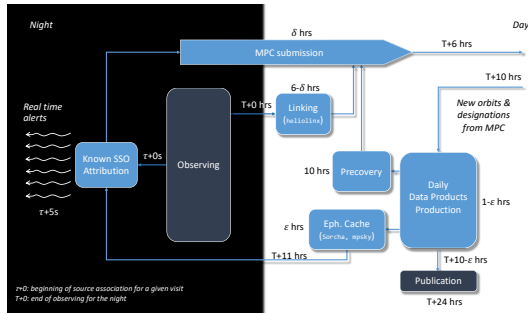 Night
Day
δ hrs
MPC submission
T+6 hrs
T+10 hrs
6-δ hrs
Real time
alerts
T+0 hrs
Linking
(heliolinx)
New orbits &
designations
from MPC
Known SSO
Attribution
τ+0s
Observing
10 hrs
Precovery
Daily
Data Products
Production
1-ε hrs
τ+5s
ε hrs
Eph. Cache
(Sorcha, mpsky)
T+11 hrs
T+10-ε hrs
Publication
T+24 hrs
τ+0: beginning of source association for a given visit
T+0: end of observing for the night